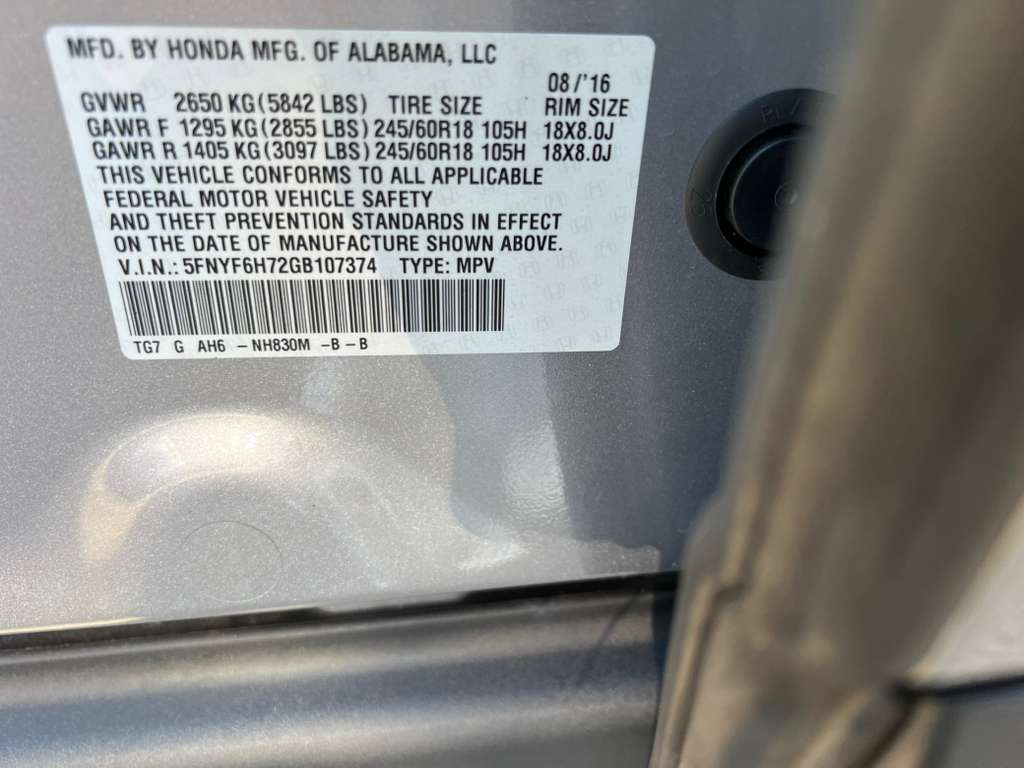 MFD. BY HONDA MFG. OF ALABAMA, LLC
08/'16
GVWR 2650 KG(5842 LBS) TIRE SIZE RIM SIZE
GAWR F 1295 KG(2855 LBS) 245/60R18 105H 18X8.0J
GAWR R 1405 KG(3097 LBS) 245/60R18 105H 18X8.0J
THIS VEHICLE CONFORMS TO ALL APPLICABLE
FEDERAL MOTOR VEHICLE SAFETY
AND THEFT PREVENTION STANDARDS IN EFFECT
ON THE DATE OF MANUFACTURE SHOWN ABOVE.
V.I.N.: 5FNYF6H72GB107374 TYPE: MPV
TG7 G AH6 -NH830M -B-B